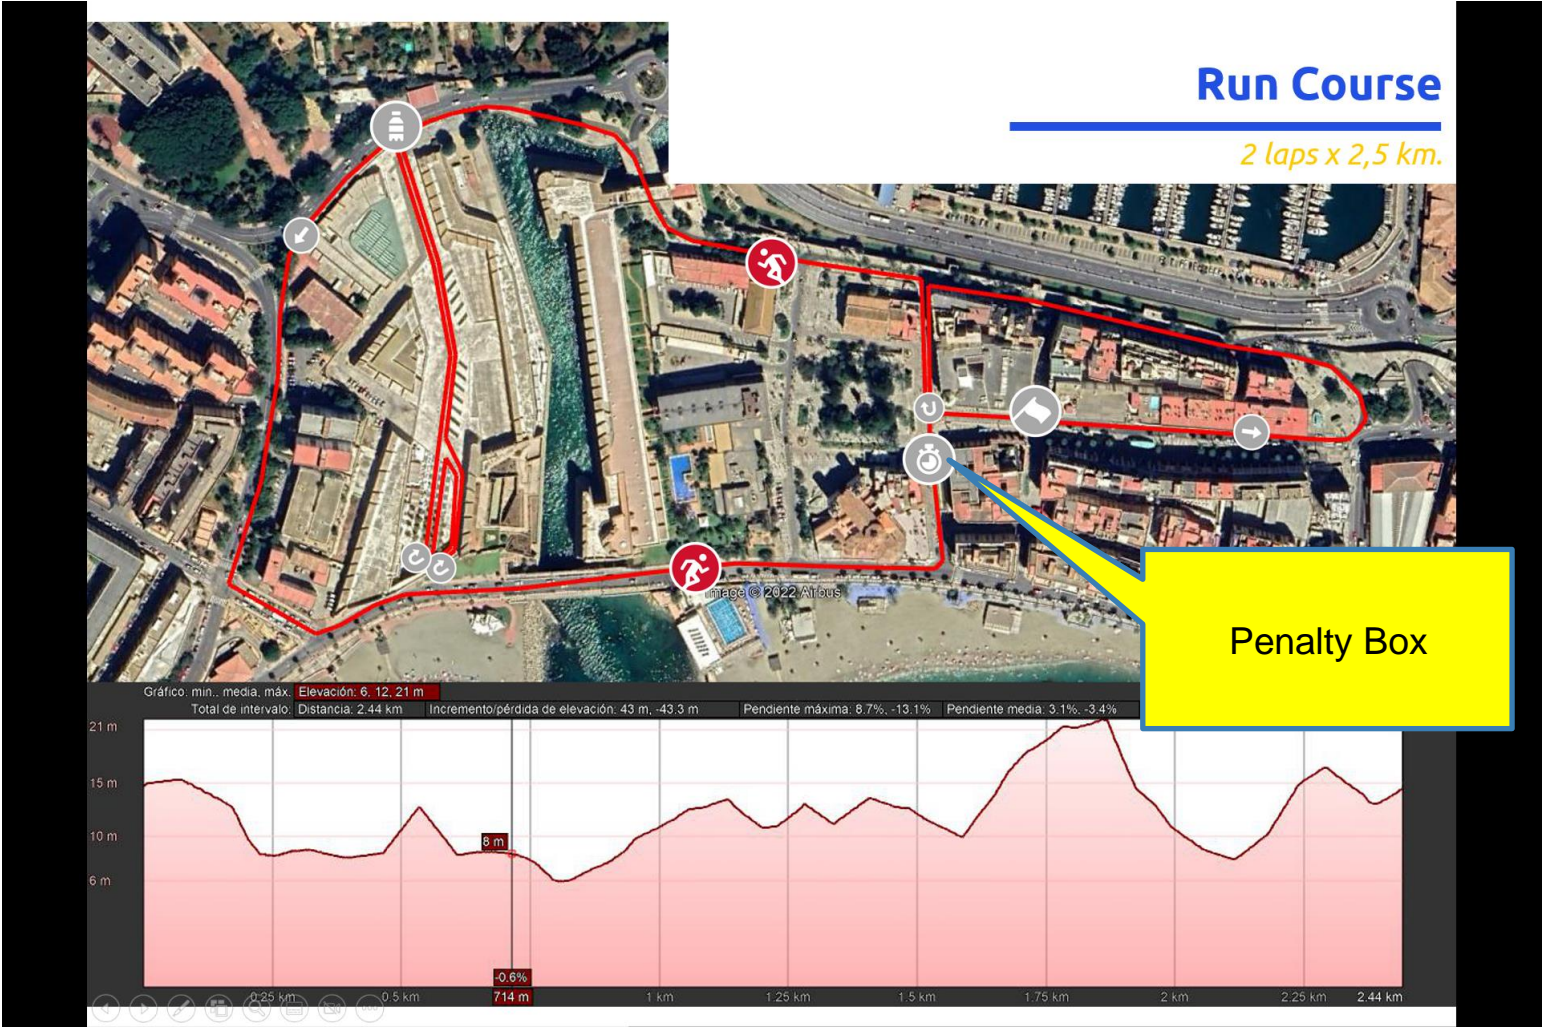 Run Course
2 laps x 2,5 km.
Image © 2022 Airbus
Penalty Box
Gráfico: min., media, máx. Elevación: 6, 12, 21 m
Total de intervalo: Distancia: 2.44 km Incremento/pérdida de elevación: 43 m, -43.3 m Pendiente máxima: 8.7%, -13.1% Pendiente media: 3.1%, -3.4%
21 m
15 m
10 m
8 m
6 m
-0.6%
0.25 km 0.5 km 714 m 1 km 1.25 km 1.5 km 1.75 km 2 km 2.25 km 2.44 km